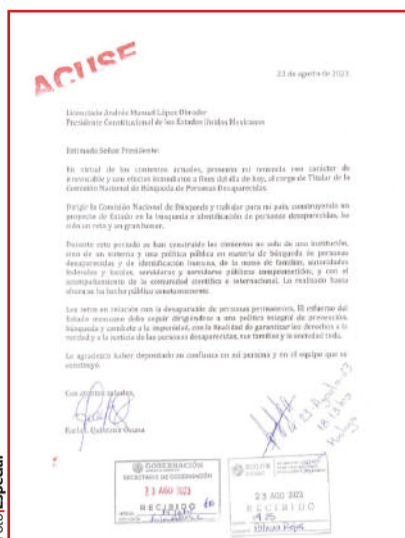 ACUSE
23 de agosto de 2023
Licenciado Andrés Manuel López Obrador
Presidente Constitucional de los Estados Unidos Mexicanos
Estimado Señor Presidente:
En virtud de los contextos actuales, presento mi renuncia con carácter de
irrevocable y con efectos inmediatos a fines del día de hoy, al cargo de Titular de la
Comisión Nacional de Búsqueda de Personas Desaparecidas.
Dirigir la Comisión Nacional de Búsqueda y trabajar para mi país, construyendo un
proyecto de Estado en la búsqueda e identificación de personas desaparecidas, ha
sido un reto y un gran honor.
Durante este periodo se han construido los cimientos no solo de una institución,
sino de un sistema y una política pública en materia de búsqueda de personas
desaparecidas y de identificación humana, de la mano de familias, autoridades
federales y locales, servidoras y servidores públicos comprometidos, y con el
acompañamiento de la comunidad científica e internacional. Lo realizado hasta
ahora se ha hecho público constantemente.
Los retos en relación con la desaparición de personas permanecen. El esfuerzo del
Estado mexicano debe seguir dirigiéndose a una política integral de prevención,
búsqueda y combate a la impunidad, con la finalidad de garantizar los derechos a la
verdad y a la justicia de las personas desaparecidas, sus familias y la sociedad toda.
Le agradezco haber depositado su confianza en mi persona y en el equipo que se
construyó.
Con atentos saludos,
Karla I. Quintana Osuna
23 Agosto 23
GOBERNACIÓN
SECRETARÍA DE GOBERNACIÓN
23 AGO 2023
RECIBIDO
23 AGO 2023
RECIBIDO
Foto|Especial